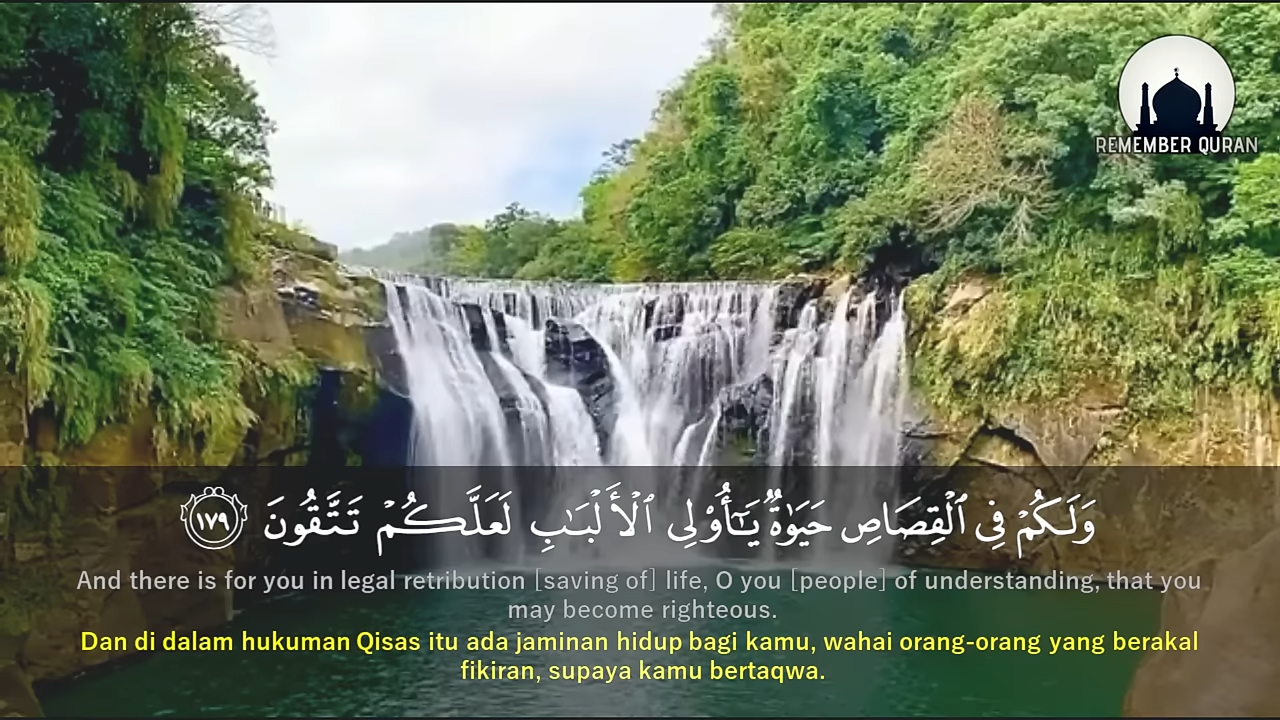 REMEMBER QURAN
وَلَكُمْ فِى ٱلْقِصَاصِ حَيَوٰةٌ يَـٰٓأُو۟لِى ٱلْأَلْبَـٰبِ لَعَلَّكُمْ تَتَّقُونَ ١٧٩
And there is for you in legal retribution [saving of] life, O you [people] of understanding, that you
may become righteous.
Dan di dalam hukuman Qisas itu ada jaminan hidup bagi kamu, wahai orang-orang yang berakal
fikiran, supaya kamu bertaqwa.